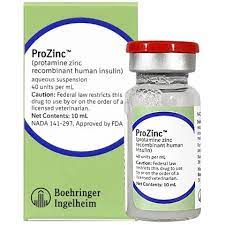 ProZinc™
(protamine zinc
recombinant human insulin)
aqueous suspension
40 units per mL
Caution: Federal law restricts this
drug to use by or on the order of a
licensed veterinarian.
Net Contents: 10 mL
NADA 141-297, Approved by FDA
Boehringer
Ingelheim
ProZinc™
(protamine zinc
recombinant human
insulin)
40 units per mL
Caution: Federal law
restricts this drug to use
by or on the order of a
licensed veterinarian.
Net Contents: 10 mL